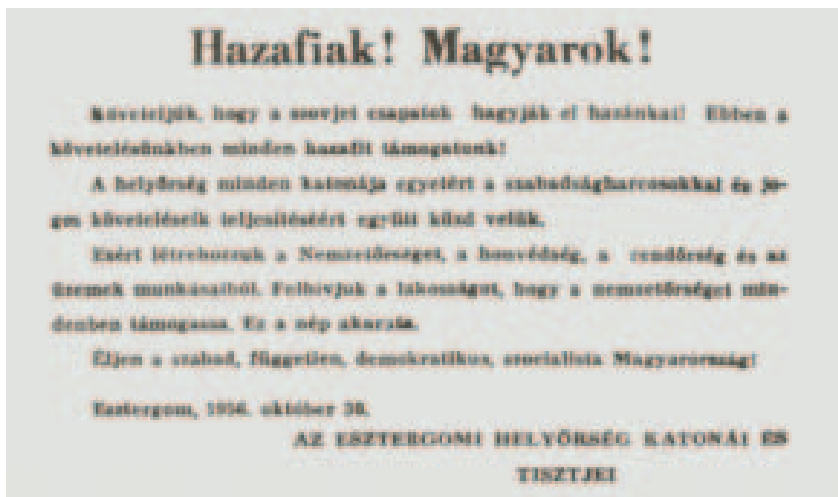 Hazafiak! Magyarok!
Követeljük, hogy a szovjet csapatok hagyják el hazánkat! Ebben a
követelésünkben minden hazafit támogatunk!
A helyőrség minden katonája egyetért a szabadságharcosokkal és jo-
gos követeléseik teljesítéséért együtt küzd velük.
Ezért létrehozzuk a Nemzetőrséget, a honvédség, a rendőrség és az
üzemek munkásaiból. Felhívjuk a lakosságot, hogy a nemzetőrséget min-
denben támogassa. Ez a nép akarata.
Éljen a szabad, független, demokratikus, szocialista Magyarország!
Esztergom, 1956. október
AZ ESZTERGOMI HELYŐRSÉG KATONÁI ÉS
TISZTJEI